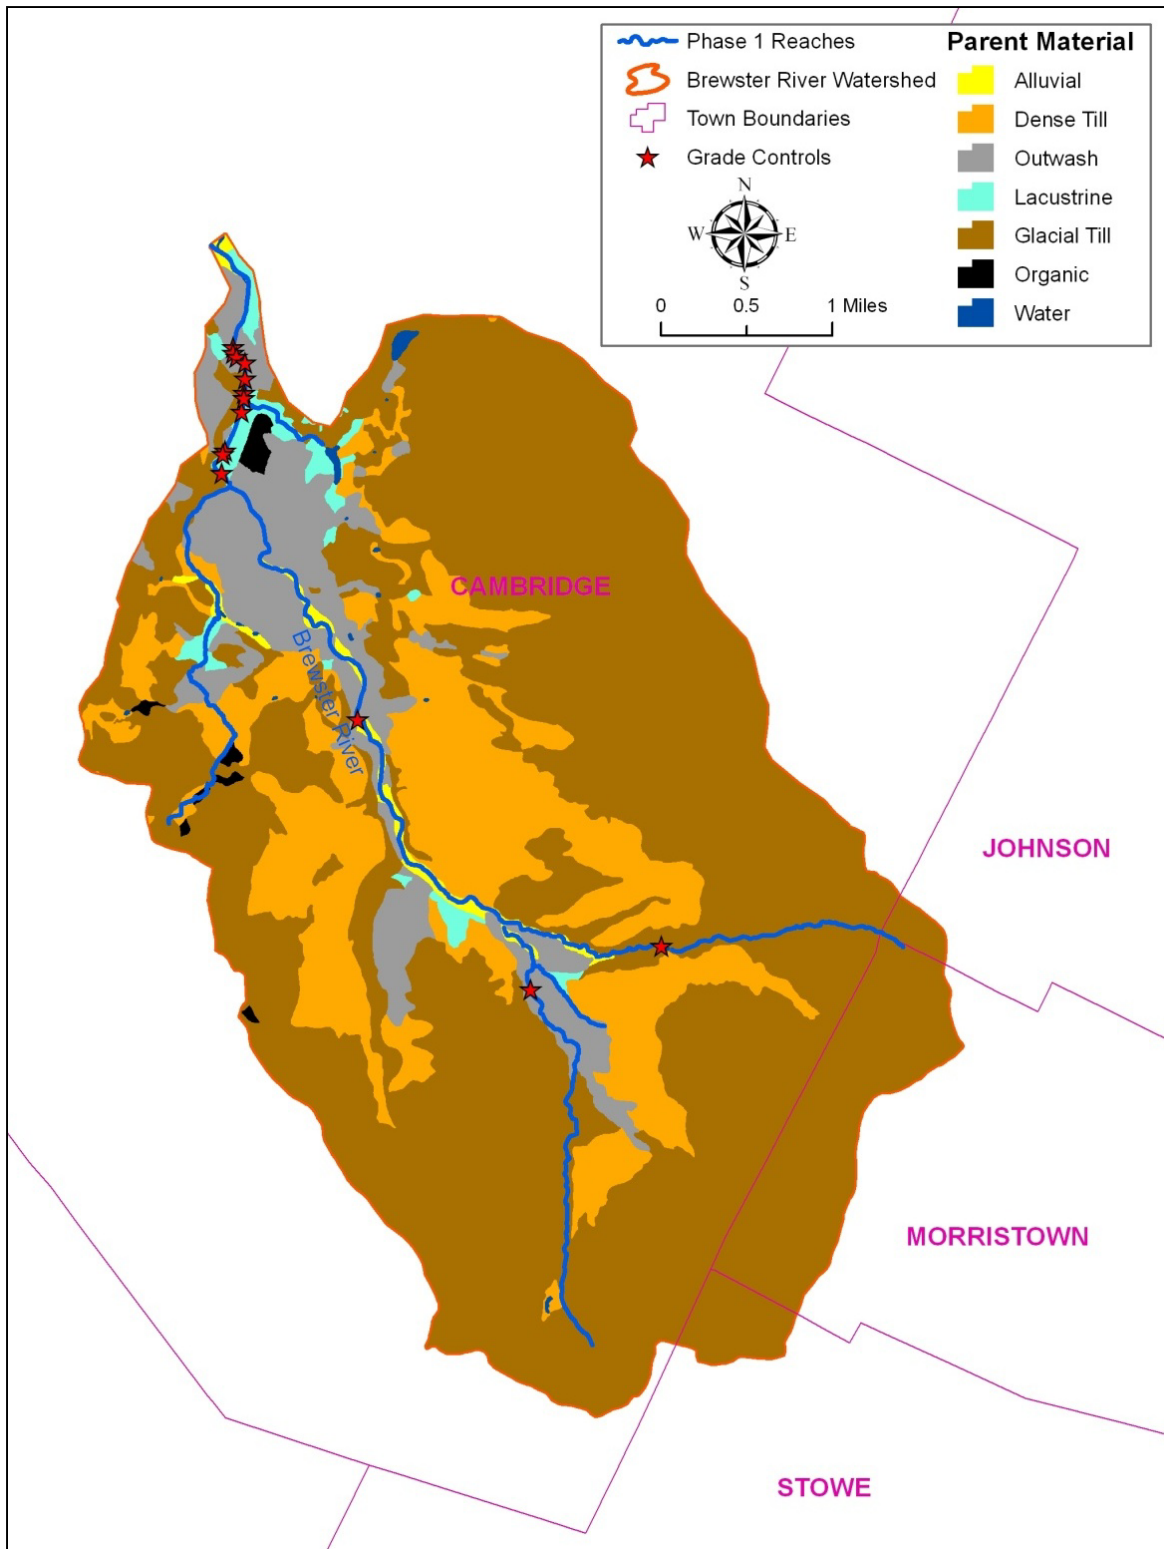 Phase 1 Reaches
Brewster River Watershed
Town Boundaries
Grade Controls
N
W E
S
0 0.5 1 Miles
Parent Material
Alluvial
Dense Till
Outwash
Lacustrine
Glacial Till
Organic
Water
CAMBRIDGE
Brewster River
JOHNSON
MORRISTOWN
STOWE